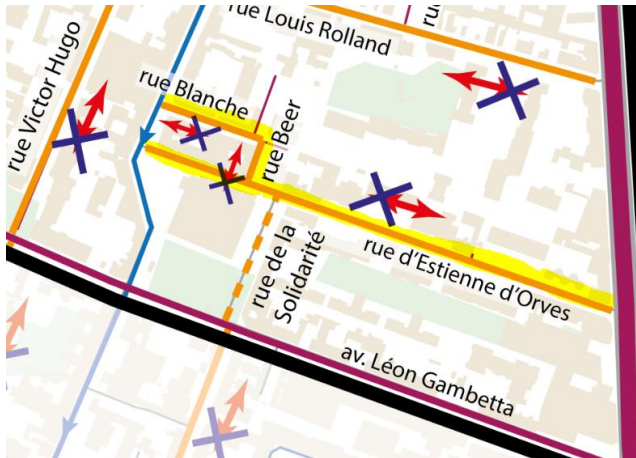 rue Louis Rolland
rue Victor Hugo
rue Blanche
rue Beer
rue de la
Solidarité
rue d'Estienne d'Orves
av. Léon Gambetta